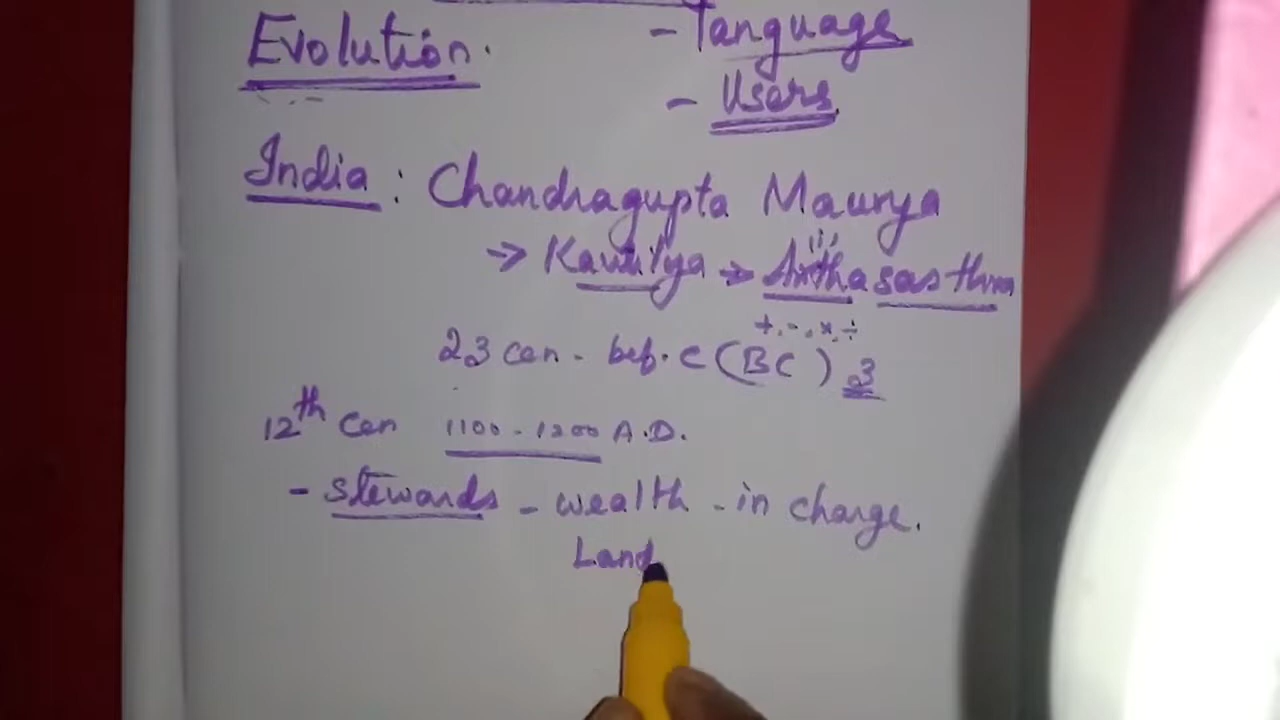 Evolution.
- language
- Users
India : Chandragupta Maurya
→ Kautilya → Arthasasthra
+, -, ×, ÷
23 cen - bef. C (BC) 3
12th cen 1100 - 1200 A.D.
- stewards - wealth - in charge.
Land